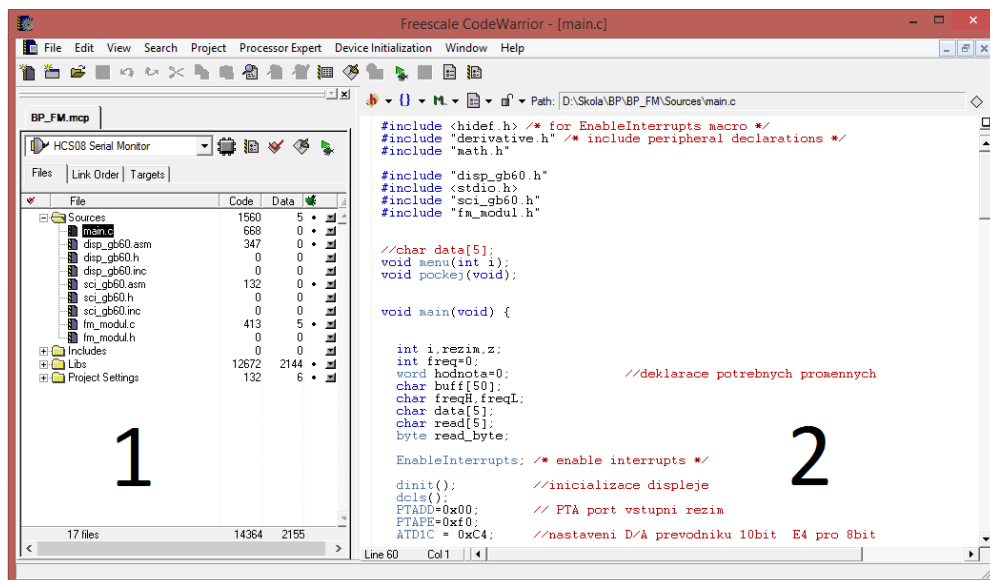 Freescale CodeWarrior - [main.c]
File Edit View Search Project Processor Expert Device Initialization Window Help
BP_FM.mcp
HCS08 Serial Monitor
Files Link Order Targets
File Code Data
Sources 1560 5
main.c 668 0
disp_gb60.asm 347 0
disp_gb60.h 0 0
disp_gb60.inc 0 0
sci_gb60.asm 132 0
sci_gb60.h 0 0
sci_gb60.inc 0 0
fm_modul.c 413 5
fm_modul.h 0 0
Includes 0 0
Libs 12672 2144
Project Settings 132 6
1
17 files 14364 2155
Path: D:\Skola\BP\BP_FM\Sources\main.c
#include <hidef.h> /* for EnableInterrupts macro */
#include "derivative.h" /* include peripheral declarations */
#include "math.h"
#include "disp_gb60.h"
#include <stdio.h>
#include "sci_gb60.h"
#include "fm_modul.h"
//char data[5];
void menu(int i);
void pockej(void);
void main(void) {
int i,rezim,z;
int freq=0;
word hodnota=0; //deklarace potrebnych promennych
char buff[50];
char freqH,freqL;
char data[5];
char read[5];
byte read_byte;
EnableInterrupts; /* enable interrupts */
dinit(); //inicializace displeje
dcls();
PTADD=0x00; // PTA port vstupni rezim
PTAPE=0xf0;
ATD1C = 0xC4; //nastaveni D/A prevodniku 10bit E4 pro 8bit
2
Line 60 Col 1